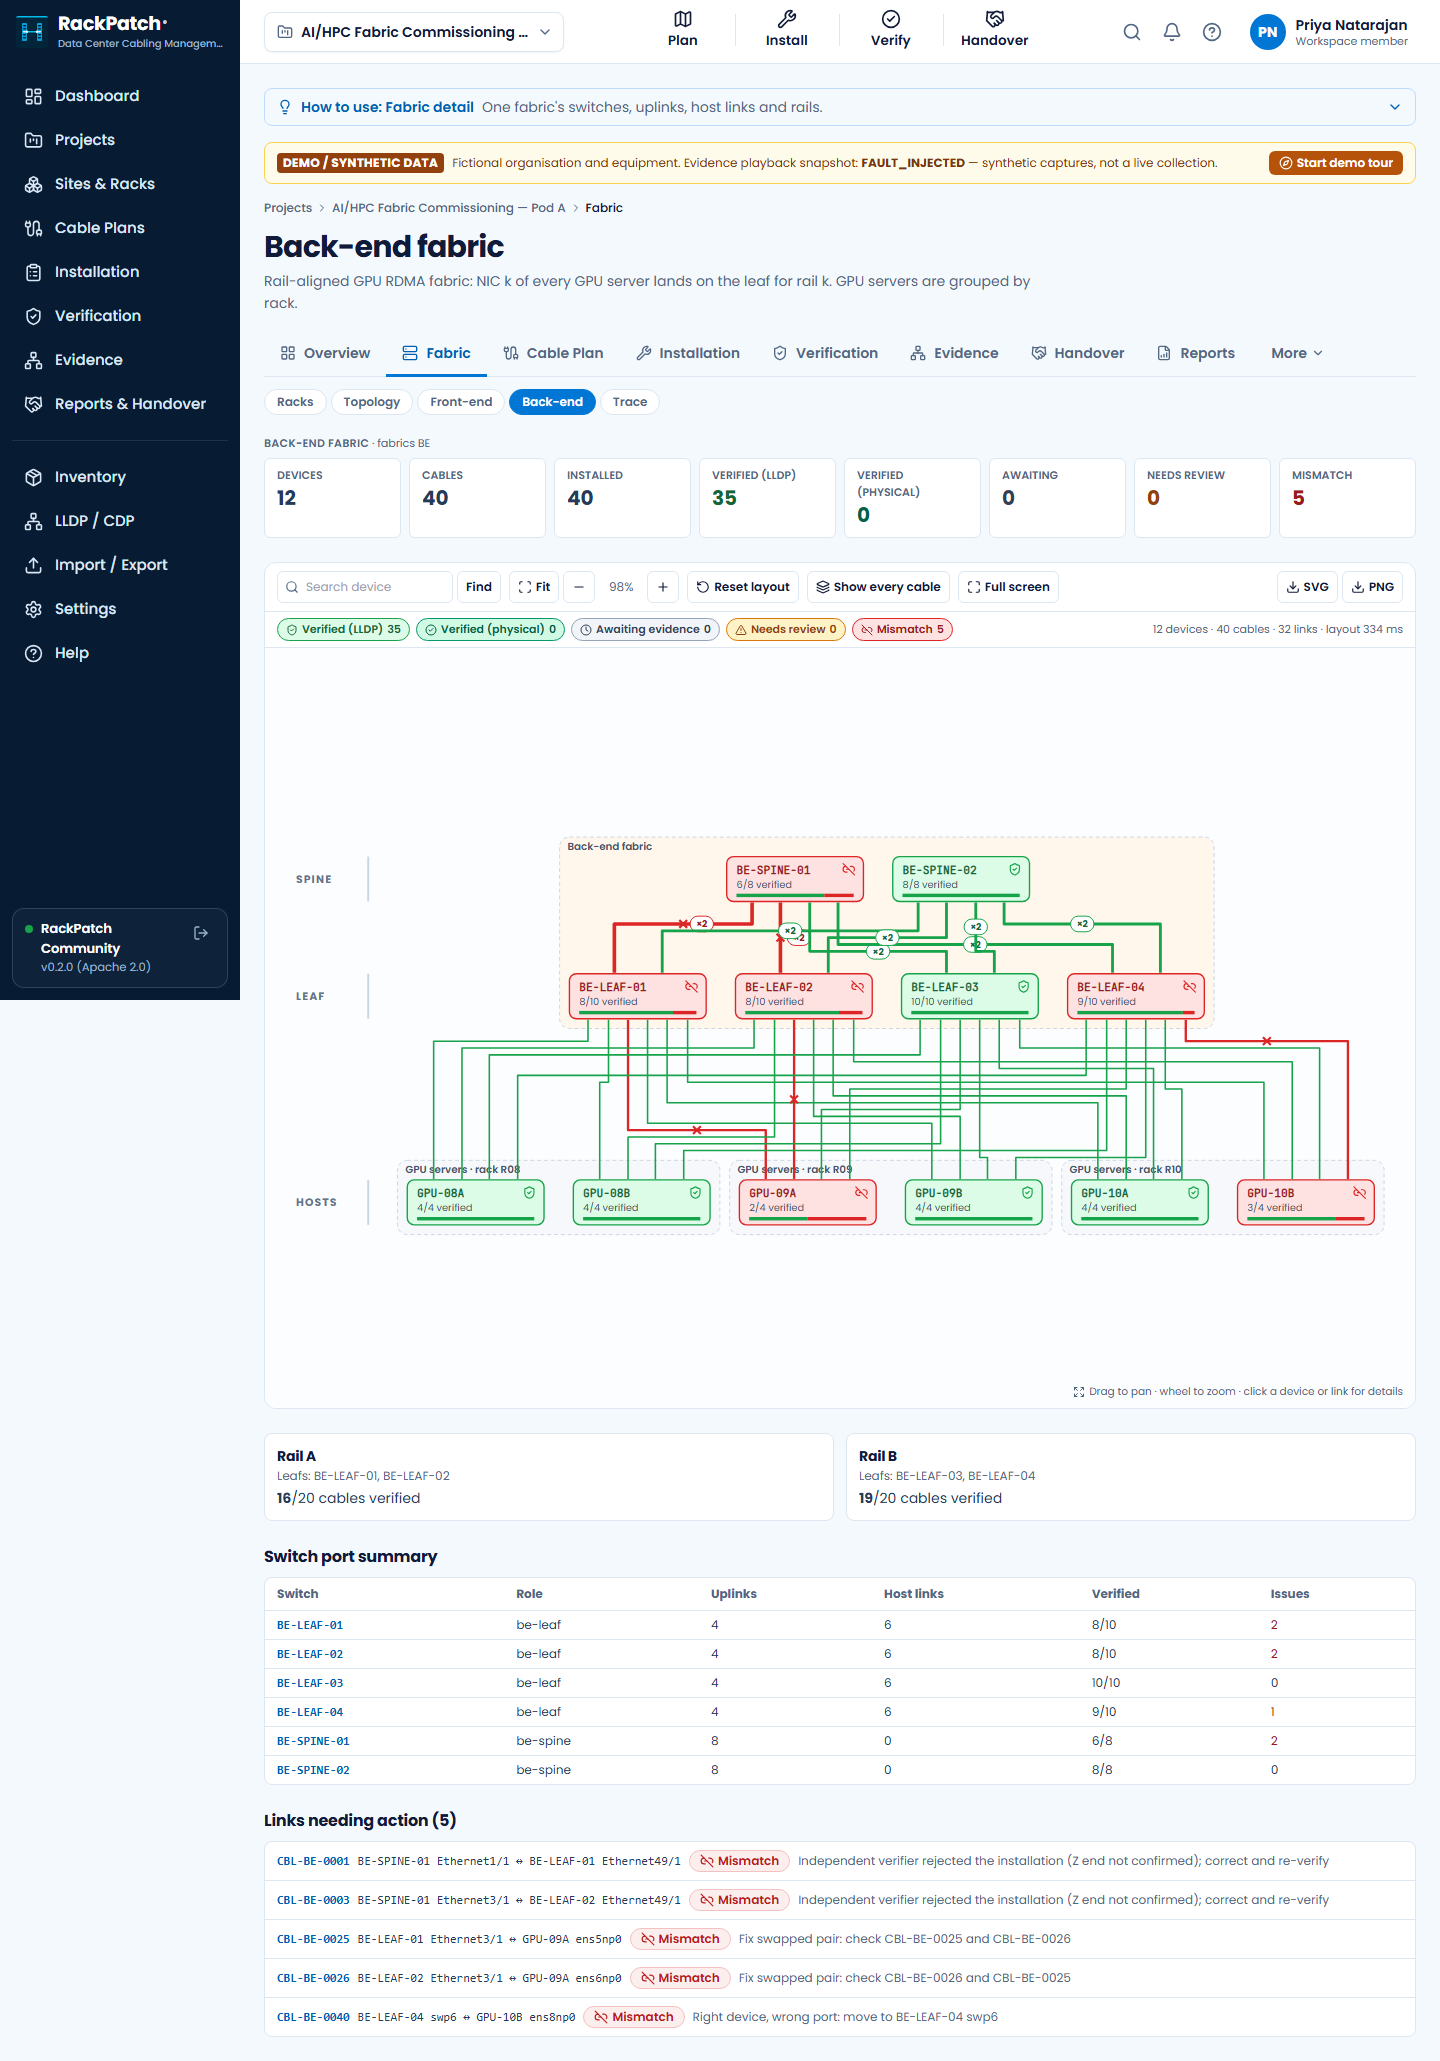 RackPatch
Data Center Cabling Managem...
Dashboard
Projects
Sites & Racks
Cable Plans
Installation
Verification
Evidence
Reports & Handover
Inventory
LLDP / CDP
Import / Export
Settings
Help
RackPatch
Community
v0.2.0 (Apache 2.0)
AI/HPC Fabric Commissioning ...
Plan
Install
Verify
Handover
PN
Priya Natarajan
Workspace member
How to use: Fabric detail One fabric's switches, uplinks, host links and rails.
DEMO / SYNTHETIC DATA Fictional organisation and equipment. Evidence playback snapshot: FAULT_INJECTED — synthetic captures, not a live collection.
Start demo tour
Projects > AI/HPC Fabric Commissioning — Pod A > Fabric
Back-end fabric
Rail-aligned GPU RDMA fabric: NIC k of every GPU server lands on the leaf for rail k. GPU servers are grouped by
rack.
Overview Fabric Cable Plan Installation Verification Evidence Handover Reports More
Racks Topology Front-end Back-end Trace
BACK-END FABRIC · fabrics BE
DEVICES
12
CABLES
40
INSTALLED
40
VERIFIED (LLDP)
35
VERIFIED
(PHYSICAL)
0
AWAITING
0
NEEDS REVIEW
0
MISMATCH
5
Search device Find Fit − 98% + Reset layout Show every cable Full screen SVG PNG
Verified (LLDP) 35 Verified (physical) 0 Awaiting evidence 0 Needs review 0 Mismatch 5
12 devices · 40 cables · 32 links · layout 334 ms
Back-end fabric
SPINE
BE-SPINE-01
6/8 verified
BE-SPINE-02
8/8 verified
×2
×2
×2
×2
×2
×2
×2
×2
LEAF
BE-LEAF-01
8/10 verified
BE-LEAF-02
8/10 verified
BE-LEAF-03
10/10 verified
BE-LEAF-04
9/10 verified
HOSTS
GPU servers · rack R08
GPU-08A
4/4 verified
GPU-08B
4/4 verified
GPU servers · rack R09
GPU-09A
2/4 verified
GPU-09B
4/4 verified
GPU servers · rack R10
GPU-10A
4/4 verified
GPU-10B
3/4 verified
Drag to pan · wheel to zoom · click a device or link for details
Rail A
Leafs: BE-LEAF-01, BE-LEAF-02
16/20 cables verified
Rail B
Leafs: BE-LEAF-03, BE-LEAF-04
19/20 cables verified
Switch port summary
Switch Role Uplinks Host links Verified Issues
BE-LEAF-01 be-leaf 4 6 8/10 2
BE-LEAF-02 be-leaf 4 6 8/10 2
BE-LEAF-03 be-leaf 4 6 10/10 0
BE-LEAF-04 be-leaf 4 6 9/10 1
BE-SPINE-01 be-spine 8 0 6/8 2
BE-SPINE-02 be-spine 8 0 8/8 0
Links needing action (5)
CBL-BE-0001 BE-SPINE-01 Ethernet1/1 ↔ BE-LEAF-01 Ethernet49/1 Mismatch Independent verifier rejected the installation (Z end not confirmed); correct and re-verify
CBL-BE-0003 BE-SPINE-01 Ethernet3/1 ↔ BE-LEAF-02 Ethernet49/1 Mismatch Independent verifier rejected the installation (Z end not confirmed); correct and re-verify
CBL-BE-0025 BE-LEAF-01 Ethernet3/1 ↔ GPU-09A ens5np0 Mismatch Fix swapped pair: check CBL-BE-0025 and CBL-BE-0026
CBL-BE-0026 BE-LEAF-02 Ethernet3/1 ↔ GPU-09A ens6np0 Mismatch Fix swapped pair: check CBL-BE-0026 and CBL-BE-0025
CBL-BE-0040 BE-LEAF-04 swp6 ↔ GPU-10B ens8np0 Mismatch Right device, wrong port: move to BE-LEAF-04 swp6